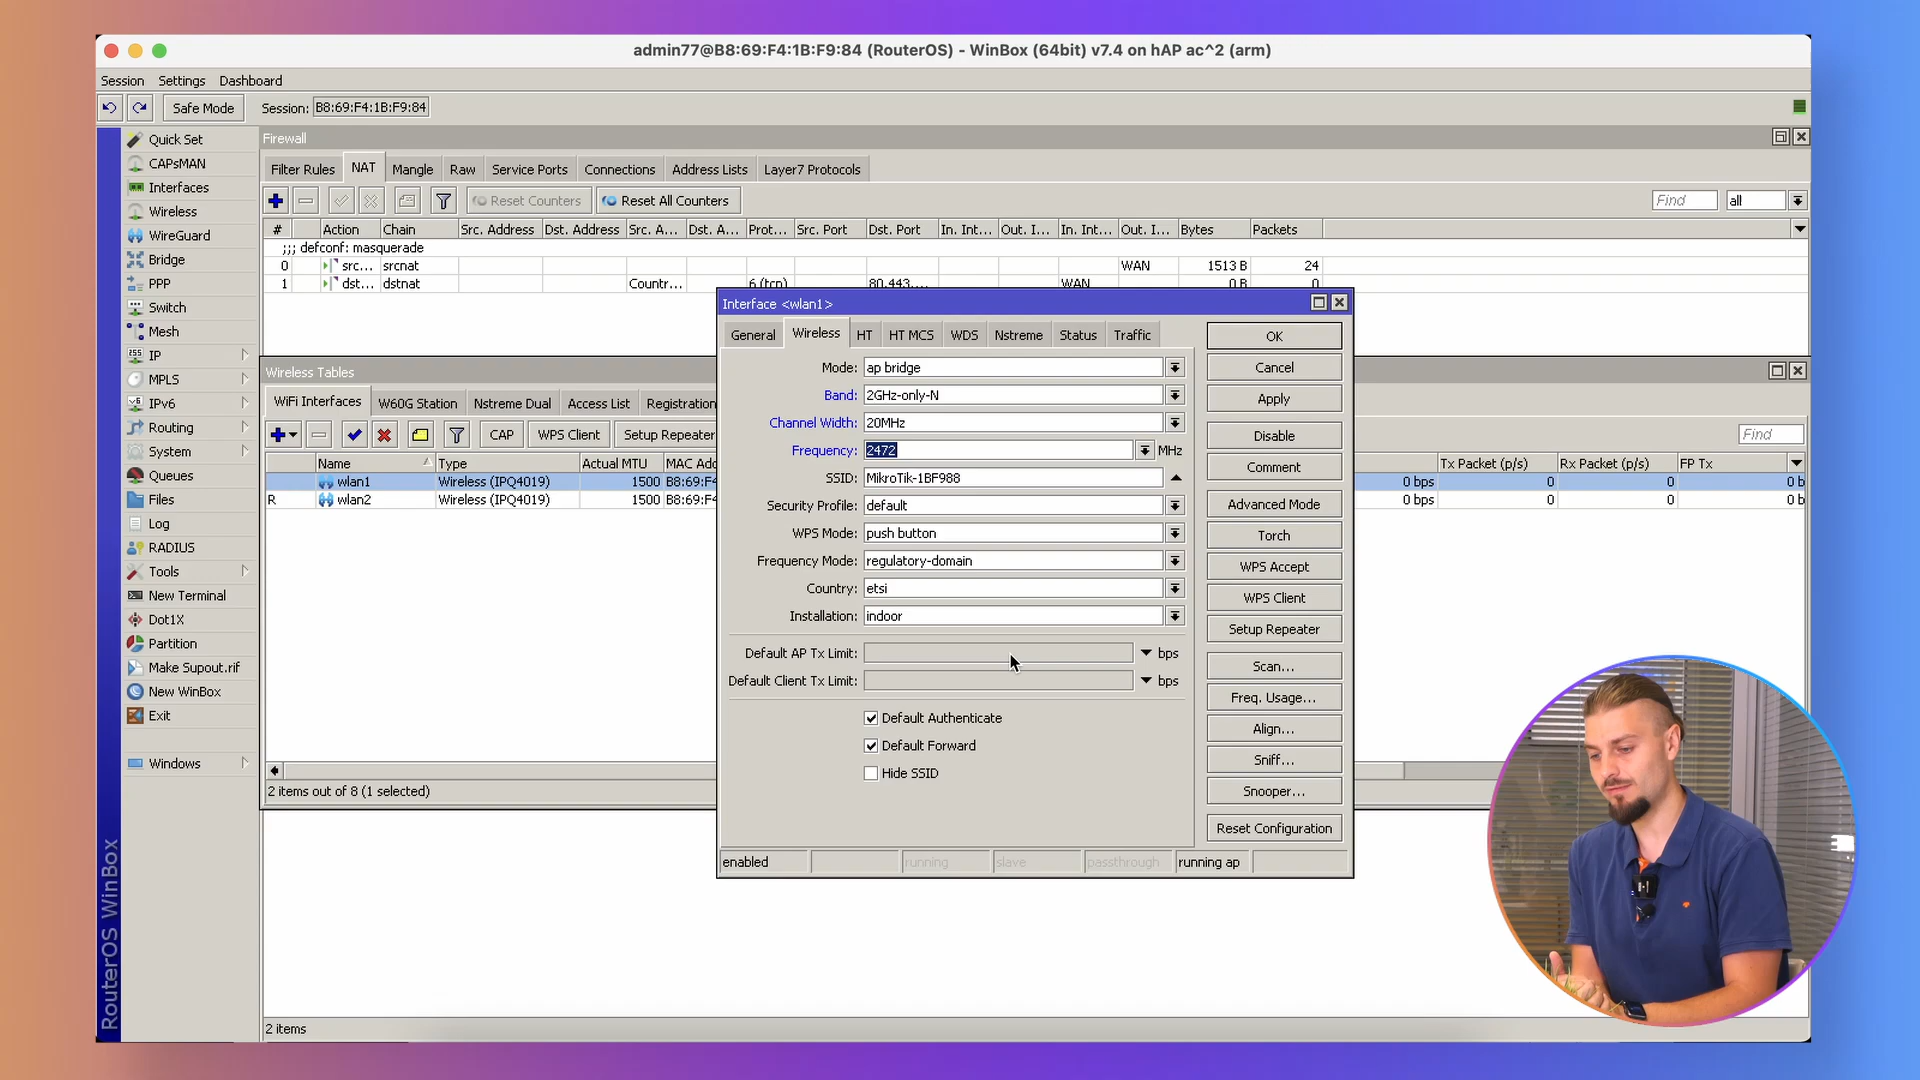 admin77@B8:69:F4:1B:F9:84 (RouterOS) - WinBox (64bit) v7.4 on hAP ac^2 (arm)
Session Settings Dashboard
Safe Mode Session: B8:69:F4:1B:F9:84
Quick Set
CAPsMAN
Interfaces
Wireless
WireGuard
Bridge
PPP
Switch
Mesh
IP
MPLS
IPv6
Routing
System
Queues
Files
Log
RADIUS
Tools
New Terminal
Dot1X
Partition
Make Supout.rif
New WinBox
Exit
Windows
RouterOS WinBox
Firewall
Filter Rules NAT Mangle Raw Service Ports Connections Address Lists Layer7 Protocols
Reset Counters Reset All Counters Find all
# Action Chain Src. Address Dst. Address Src. A... Dst. A... Prot... Src. Port Dst. Port In. Int... Out. I... In. Int... Out. I... Bytes Packets
;;; defconf: masquerade
0 src... srcnat WAN 1513 B 24
1 dst... dstnat Countr... 6 (tcp) 80,443,... WAN 0 B 0
Wireless Tables
WiFi Interfaces W60G Station Nstreme Dual Access List Registration
CAP WPS Client Setup Repeater Find
Name Type Actual MTU MAC Add Tx Packet (p/s) Rx Packet (p/s) FP Tx
wlan1 Wireless (IPQ4019) 1500 B8:69:F4 0 bps 0 0 0 b
R wlan2 Wireless (IPQ4019) 1500 B8:69:F4 0 bps 0 0 0 b
2 items out of 8 (1 selected)
2 items
Interface <wlan1>
General Wireless HT HT MCS WDS Nstreme Status Traffic
Mode: ap bridge
Band: 2GHz-only-N
Channel Width: 20MHz
Frequency: 2472 MHz
SSID: MikroTik-1BF988
Security Profile: default
WPS Mode: push button
Frequency Mode: regulatory-domain
Country: etsi
Installation: indoor
Default AP Tx Limit: bps
Default Client Tx Limit: bps
Default Authenticate
Default Forward
Hide SSID
OK
Cancel
Apply
Disable
Comment
Advanced Mode
Torch
WPS Accept
WPS Client
Setup Repeater
Scan...
Freq. Usage...
Align...
Sniff...
Snooper...
Reset Configuration
enabled running slave passthrough running ap